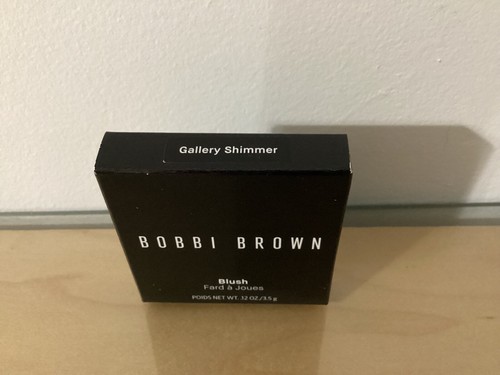 Gallery Shimmer
BOBBI BROWN
Blush
Fard à Joues
POIDS NET WT. .12 OZ./3.5 g